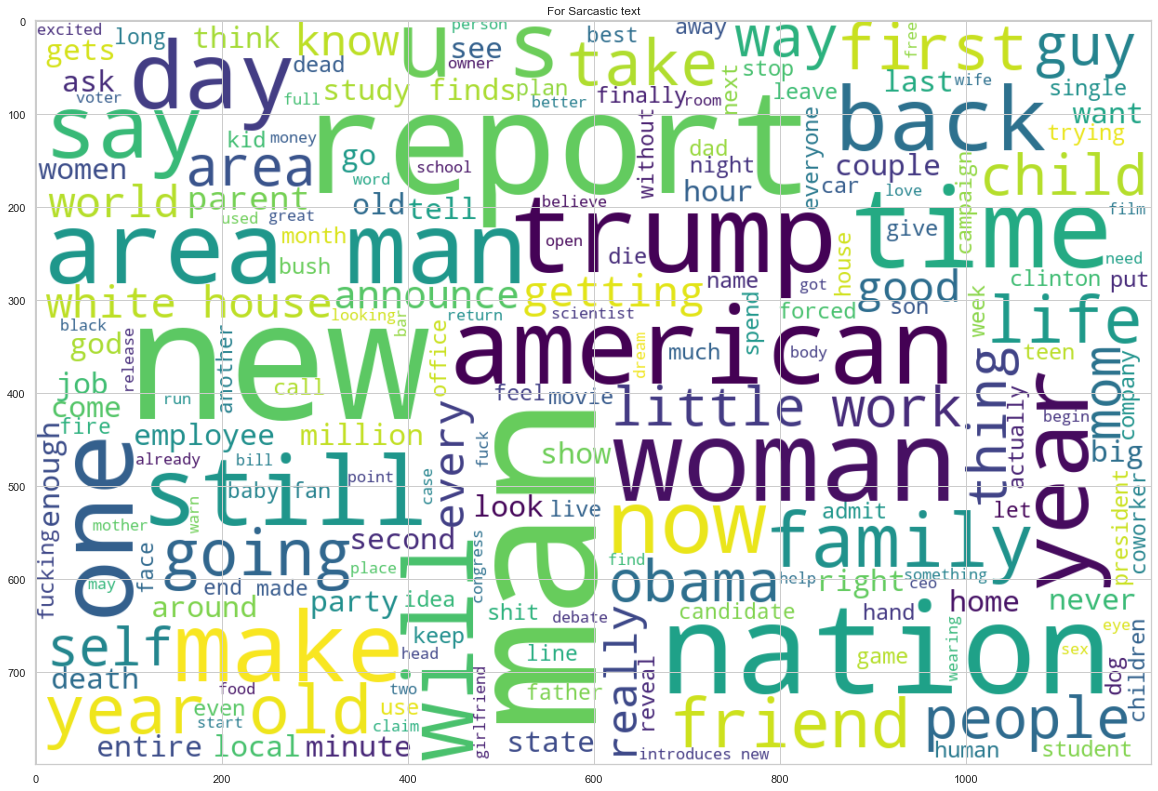 For Sarcastic text
0
100
200
300
400
500
600
700
0
200
400
600
800
1000
excited
gets
long
think
know
u s
person
see
owner
best
away
take
way
first
free
guy
ask
voter
day
dead
full
study finds
plan
better
finally
room
next
stop
leave
last
wife
single
want
trying
say
kid
money
report
back
women
area
go
word
school
without
dad
night
hour
everyone
couple
car
love
child
campaign
world
parent
used
great
old
tell
believe
trump
give
time
film
area man
month
bush
open
die
house
need
white house
announce
getting
name
got
good
clinton
put
black
god
release
another
looking
bar
return
scientist
spend
forced
son
week
life
new
american
dream
much
body
teen
job
run
call
office
feel
movie
little work
thing
mom
company
come
fire
employee
million
every
fuck
man
show
woman
actually
year
begin
big
one
already
bill
point
case
still
baby fan
look
live
now
admit
let
enough
fucking
mother
warn
going
second
congress
find
family
president
coworker
may
face
end
made
place
will
obama
help
right
something
ceo
around
party
idea
shit
debate
candidate
hand
home
never
self
make
keep
head
line
really
nation
game
wearing
eye
sex
dog
children
death
food
two
father
reveal
year old
even
start
use
claim
girlfriend
friend
people
entire
local
minute
state
introduces new
human
student